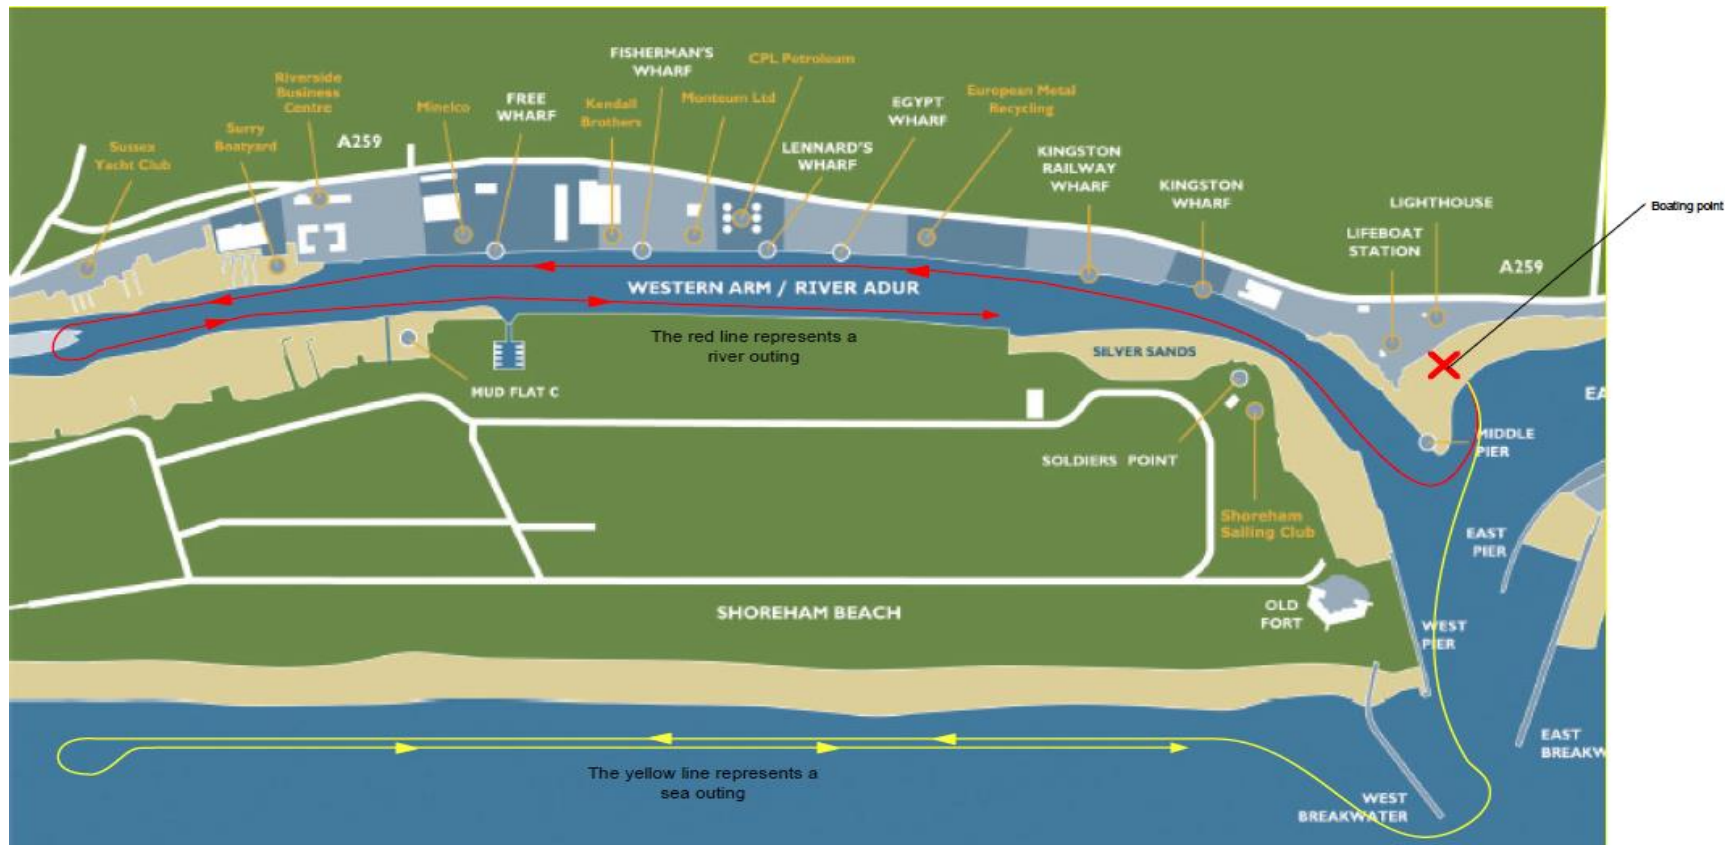 FISHERMAN'S
WHARF
CPL Petroleum
Riverside
Business
Centre
Minelco
FREE
WHARF
Kendall
Brothers
Monteum Ltd
EGYPT
WHARF
European Metal
Recycling
A259
Surry
Boatyard
Sussex
Yacht Club
LENNARD'S
WHARF
KINGSTON
RAILWAY
WHARF
KINGSTON
WHARF
LIGHTHOUSE
Boating point
LIFEBOAT
STATION
A259
WESTERN ARM / RIVER ADUR
The red line represents a
river outing
SILVER SANDS
MUD FLAT C
EA
MIDDLE
PIER
SOLDIERS POINT
Shoreham
Sailing Club
EAST
PIER
SHOREHAM BEACH
OLD
FORT
WEST
PIER
EAST
BREAKW
The yellow line represents a
sea outing
WEST
BREAKWATER